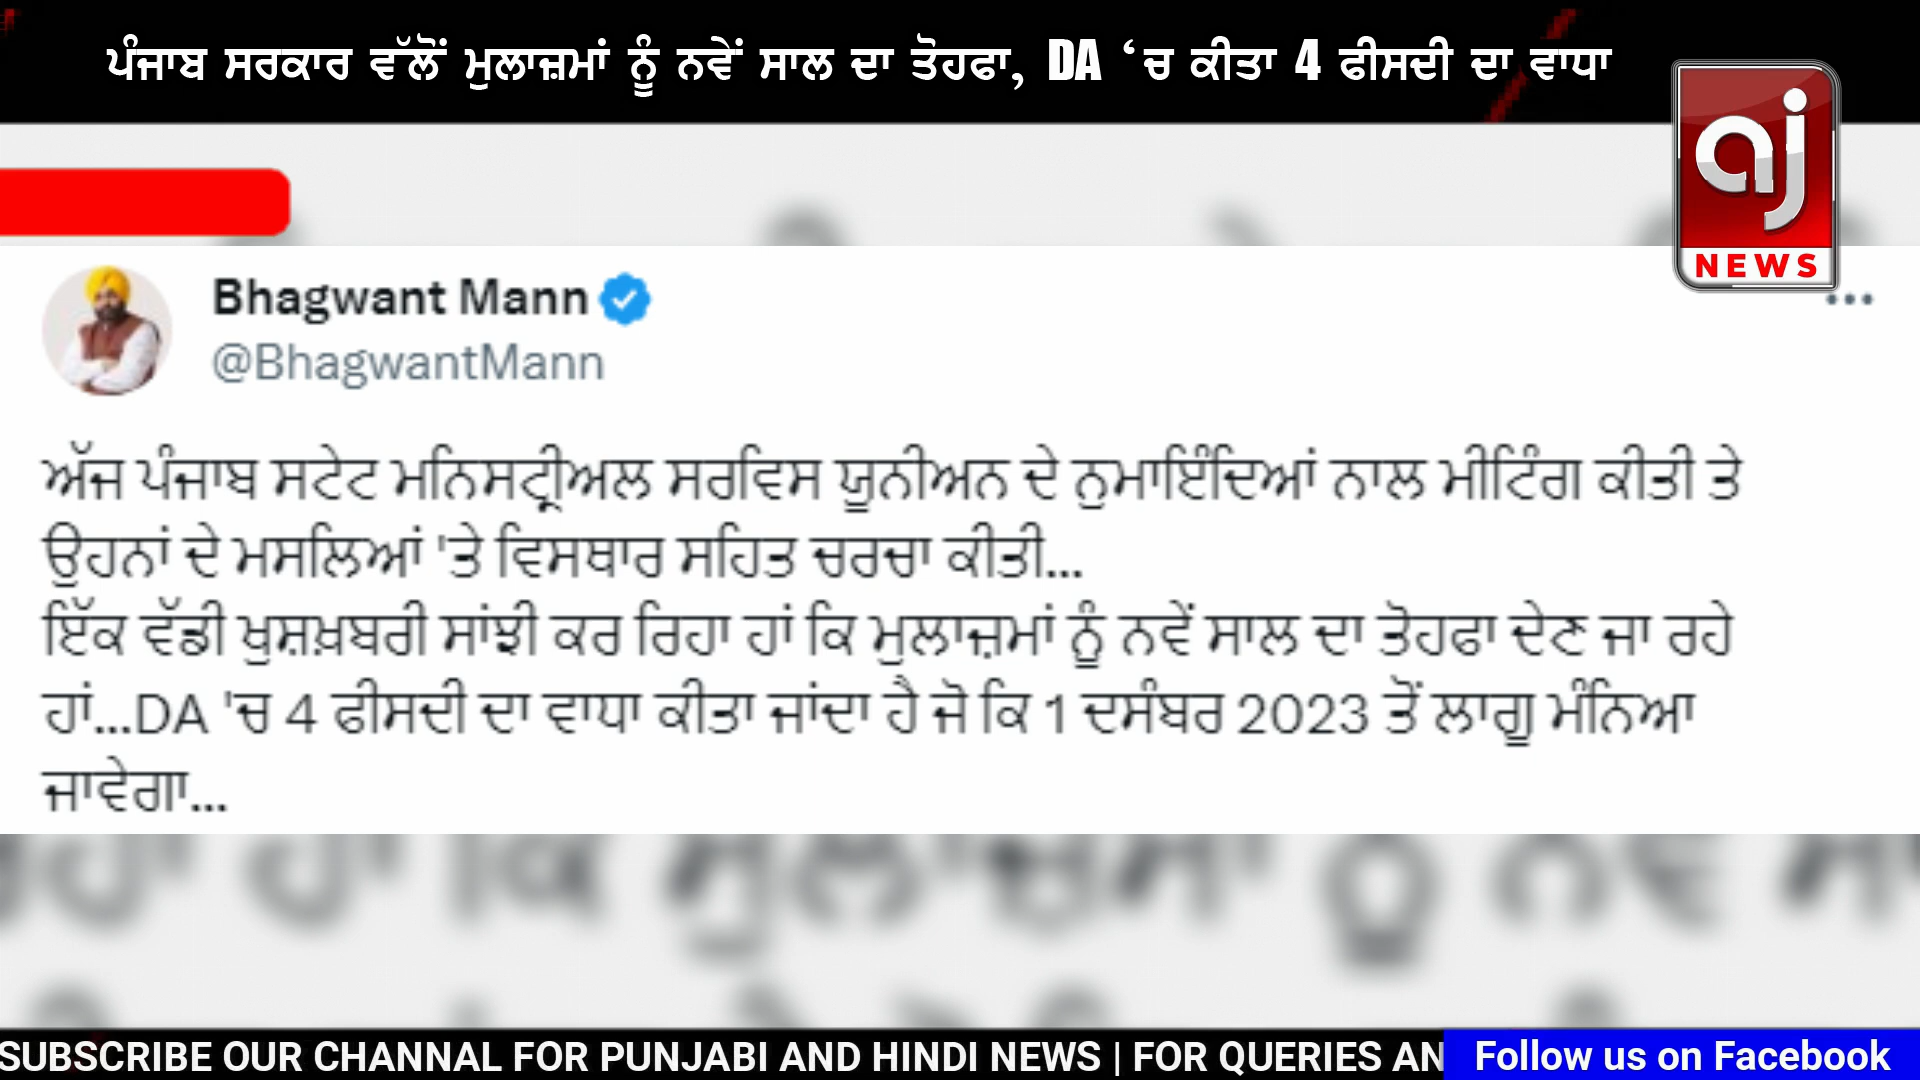 ਪੰਜਾਬ ਸਰਕਾਰ ਵੱਲੋਂ ਮੁਲਾਜ਼ਮਾਂ ਨੂੰ ਨਵੇਂ ਸਾਲ ਦਾ ਤੋਹਫਾ, DA ‘ਚ ਕੀਤਾ 4 ਫੀਸਦੀ ਦਾ ਵਾਧਾ
aj
NEWS
Bhagwant Mann
@BhagwantMann
ਅੱਜ ਪੰਜਾਬ ਸਟੇਟ ਮਨਿਸਟ੍ਰੀਅਲ ਸਰਵਿਸ ਯੂਨੀਅਨ ਦੇ ਨੁਮਾਇੰਦਿਆਂ ਨਾਲ ਮੀਟਿੰਗ ਕੀਤੀ ਤੇ
ਉਹਨਾਂ ਦੇ ਮਸਲਿਆਂ 'ਤੇ ਵਿਸਥਾਰ ਸਹਿਤ ਚਰਚਾ ਕੀਤੀ...
ਇੱਕ ਵੱਡੀ ਖੁਸ਼ਖ਼ਬਰੀ ਸਾਂਝੀ ਕਰ ਰਿਹਾ ਹਾਂ ਕਿ ਮੁਲਾਜ਼ਮਾਂ ਨੂੰ ਨਵੇਂ ਸਾਲ ਦਾ ਤੋਹਫਾ ਦੇਣ ਜਾ ਰਹੇ
ਹਾਂ...DA 'ਚ 4 ਫੀਸਦੀ ਦਾ ਵਾਧਾ ਕੀਤਾ ਜਾਂਦਾ ਹੈ ਜੋ ਕਿ 1 ਦਸੰਬਰ 2023 ਤੋਂ ਲਾਗੂ ਮੰਨਿਆ
ਜਾਵੇਗਾ...
SUBSCRIBE OUR CHANNAL FOR PUNJABI AND HINDI NEWS | FOR QUERIES AN
Follow us on Facebook